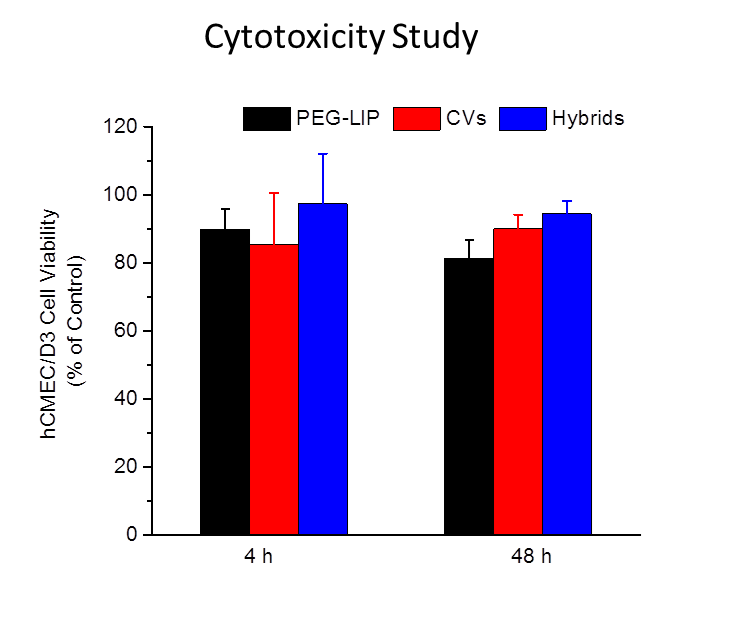 Cytotoxicity Study
PEG-LIP CVs Hybrids
120
100
80
60
40
20
0
hCMEC/D3 Cell Viability
(% of Control)
4 h 48 h